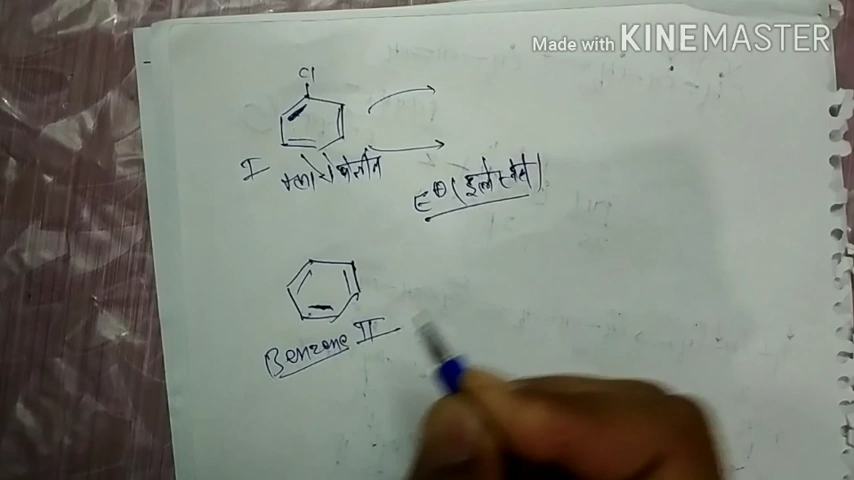 Made with KINEMASTER
Cl
I क्लोरोबेंजीन
E⊕ (इलेक्ट्रो
Benzene II